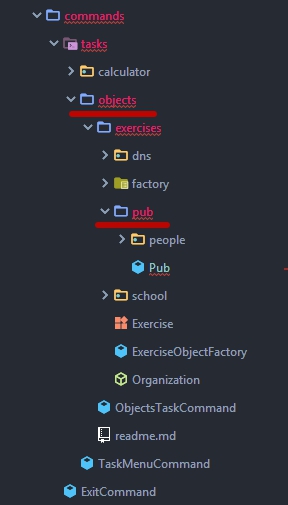 commands
tasks
calculator
objects
exercises
dns
factory
pub
people
Pub
school
Exercise
ExerciseObjectFactory
Organization
ObjectsTaskCommand
readme.md
TaskMenuCommand
ExitCommand